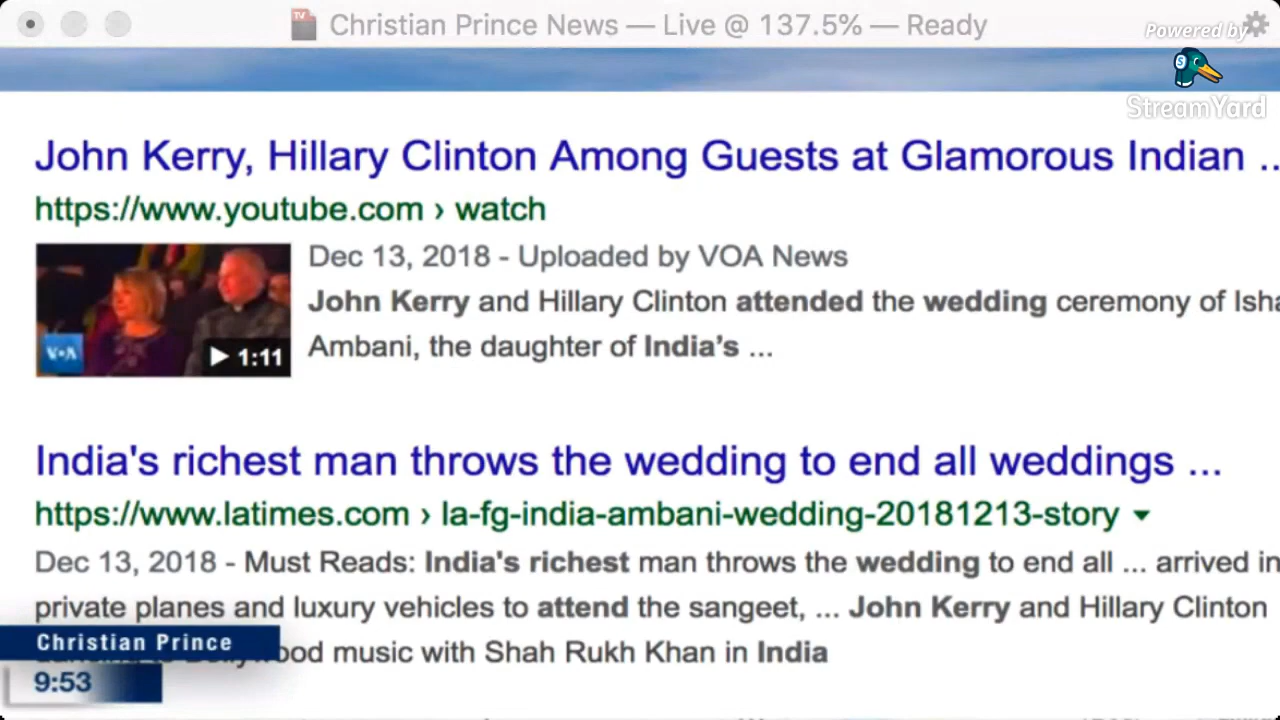 Christian Prince News — Live @ 137.5% — Ready
Powered by
StreamYard
John Kerry, Hillary Clinton Among Guests at Glamorous Indian ...
https://www.youtube.com › watch
Dec 13, 2018 - Uploaded by VOA News
John Kerry and Hillary Clinton attended the wedding ceremony of Isha
Ambani, the daughter of India's ...
VOA
1:11
India's richest man throws the wedding to end all weddings ...
https://www.latimes.com › la-fg-india-ambani-wedding-20181213-story
Dec 13, 2018 - Must Reads: India's richest man throws the wedding to end all ... arrived in
private planes and luxury vehicles to attend the sangeet, ... John Kerry and Hillary Clinton
music with Shah Rukh Khan in India
Christian Prince
9:53